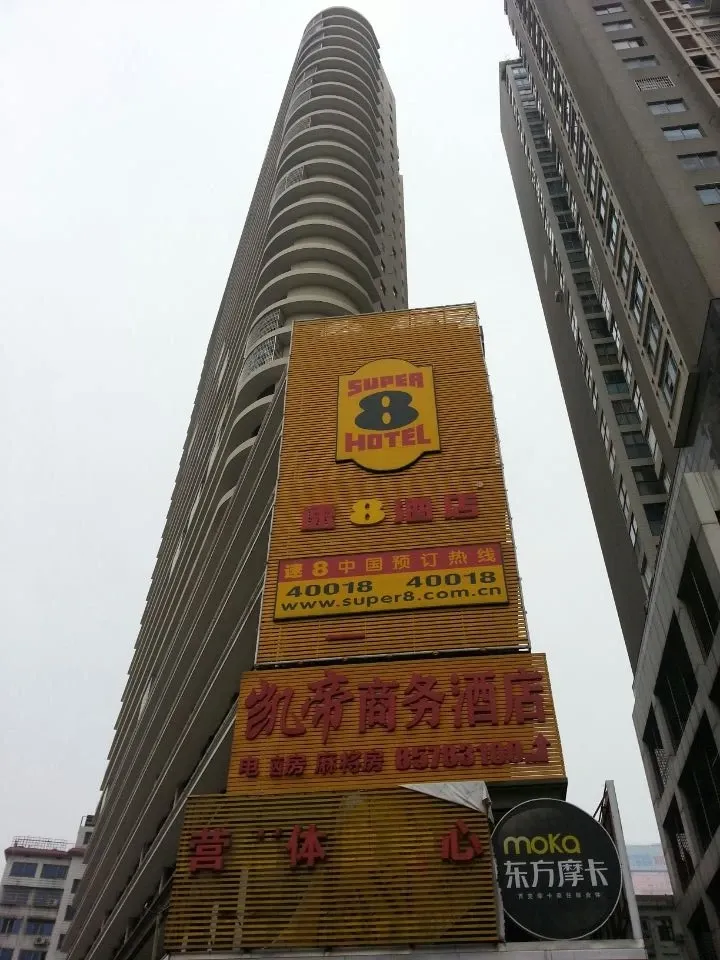 SUPER
8
HOTEL
速8酒店
速8中国预订热线
40018 40018
www.super8.com.cn
凯帝商务酒店
电脑房 麻将房
营 体 心
moka
东方摩卡